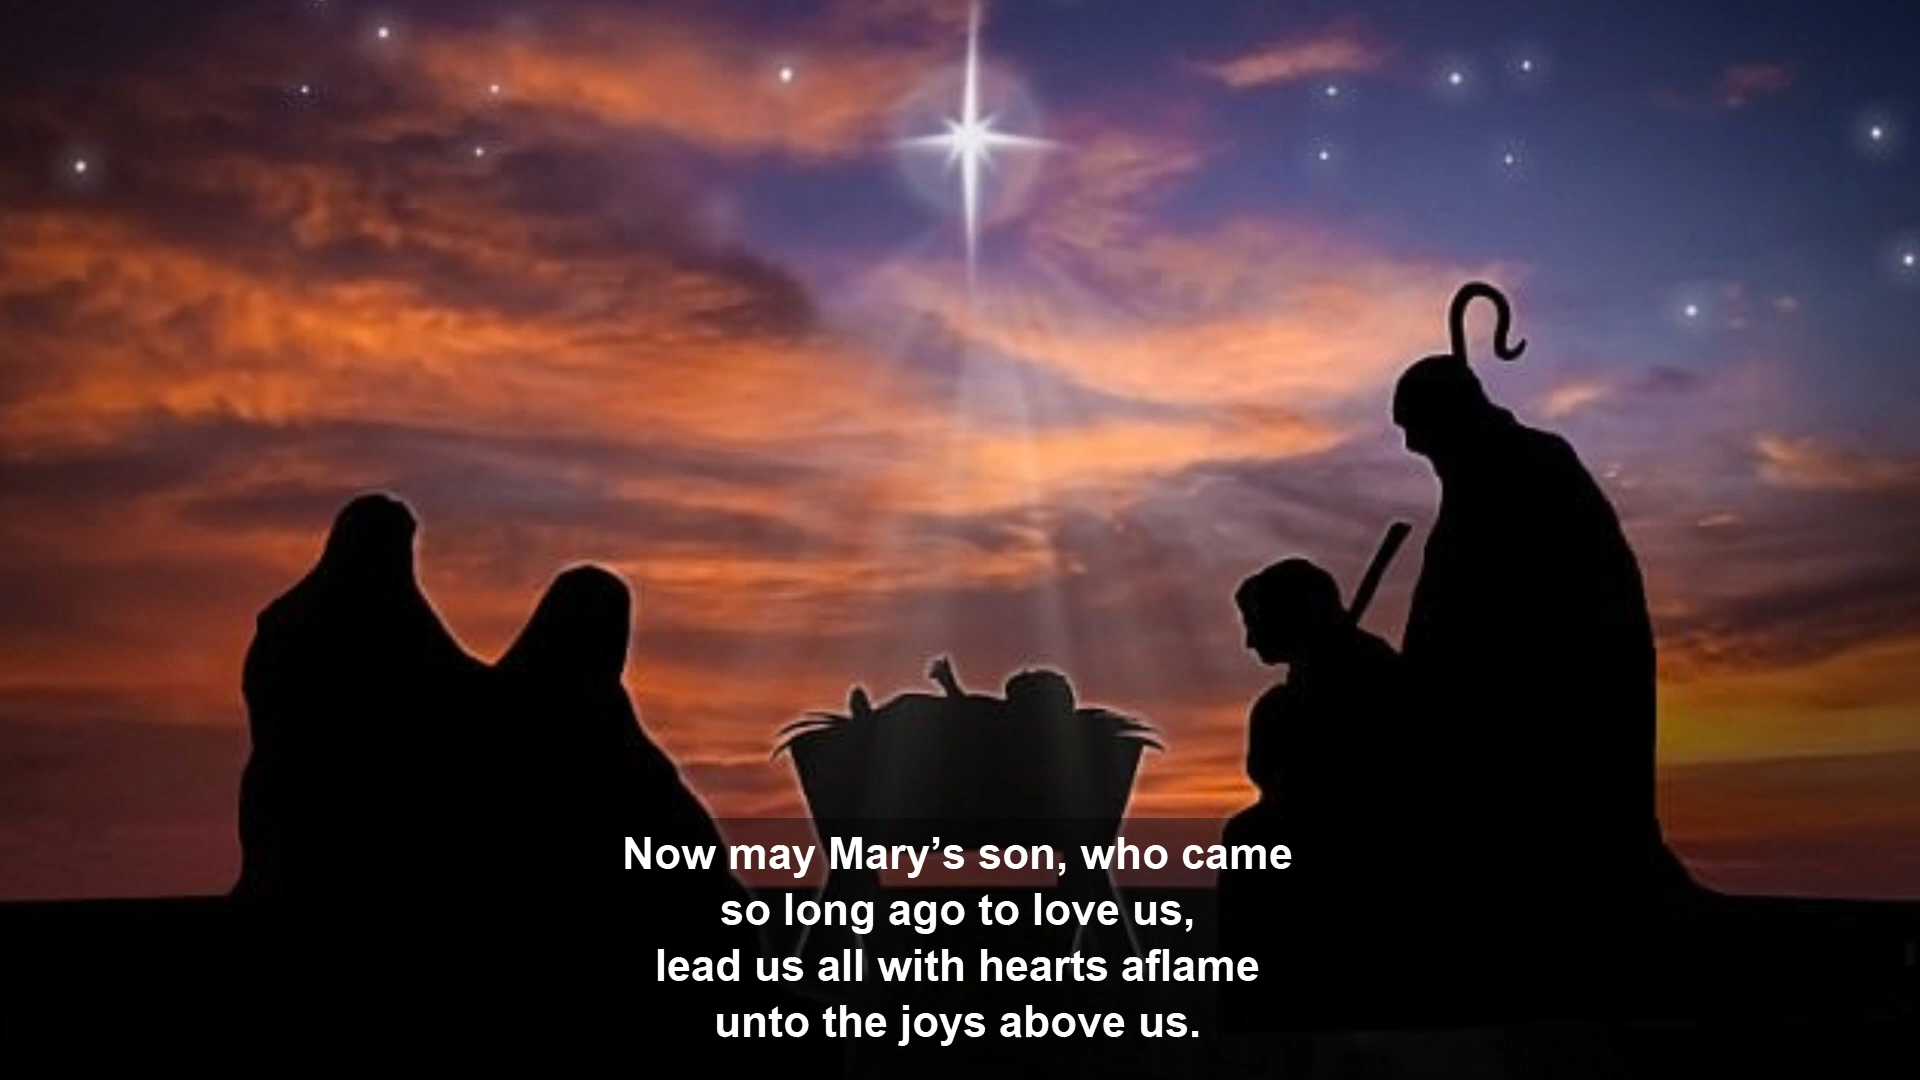 Now may Mary’s son, who came
so long ago to love us,
lead us all with hearts aflame
unto the joys above us.